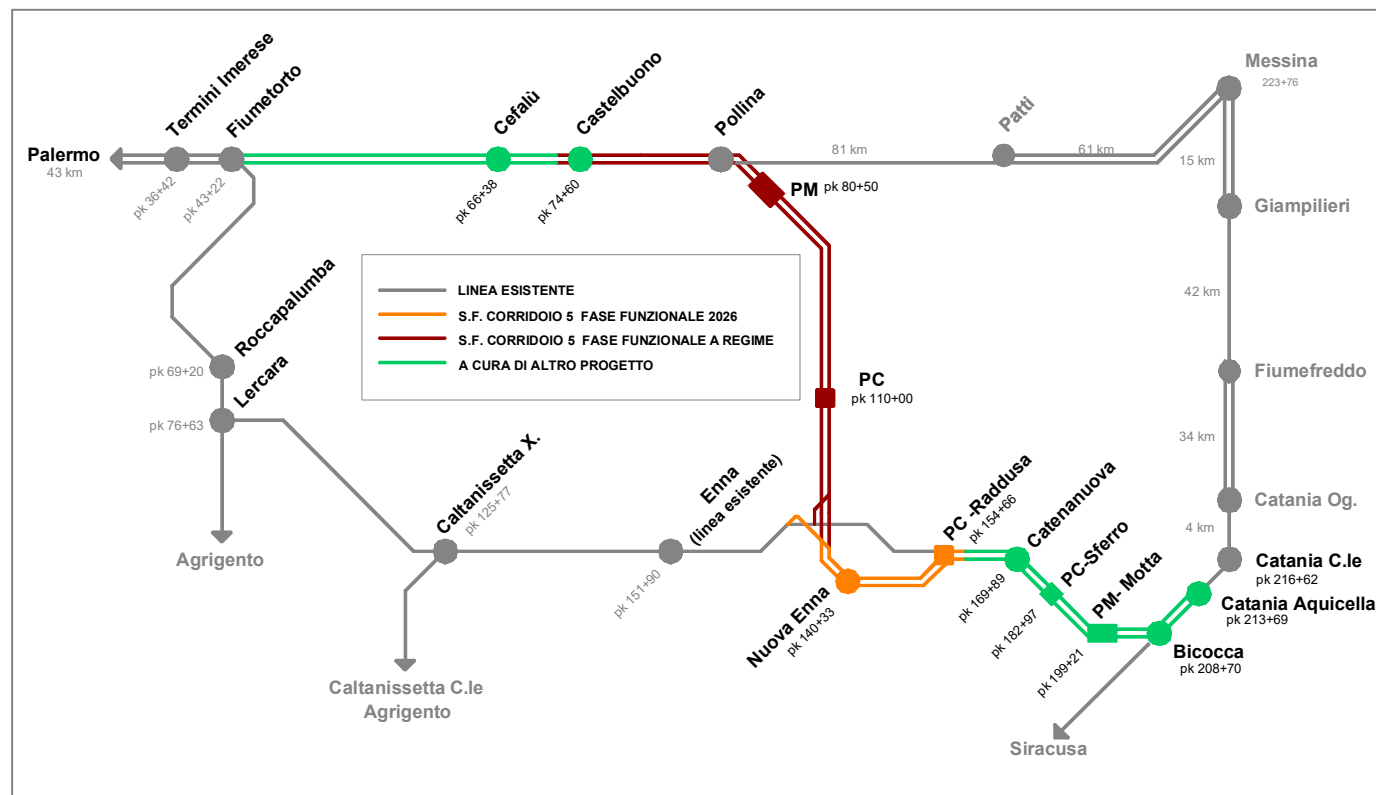 Messina
223+76
Termini Imerese
Fiumetorto
Cefalù
Castelbuono
Pollina
Patti
Palermo
43 km
81 km
61 km
15 km
pk 36+42
pk 43+22
pk 66+38
pk 74+60
PM pk 80+50
Giampilieri
LINEA ESISTENTE
S.F. CORRIDOIO 5 FASE FUNZIONALE 2026
S.F. CORRIDOIO 5 FASE FUNZIONALE A REGIME
A CURA DI ALTRO PROGETTO
42 km
Roccapalumba
pk 69+20
Lercara
pk 76+63
PC
pk 110+00
Fiumefreddo
34 km
Caltanissetta X.
pk 125+77
Enna
(linea esistente)
pk 151+90
PC -Raddusa
pk 154+66
Catenanuova
pk 169+89
PC-Sferro
pk 182+97
PM- Motta
pk 199+21
Catania Og.
4 km
Catania C.le
pk 216+62
Catania Aquicella
pk 213+69
Bicocca
pk 208+70
Nuova Enna
pk 140+33
Agrigento
Caltanissetta C.le
Agrigento
Siracusa